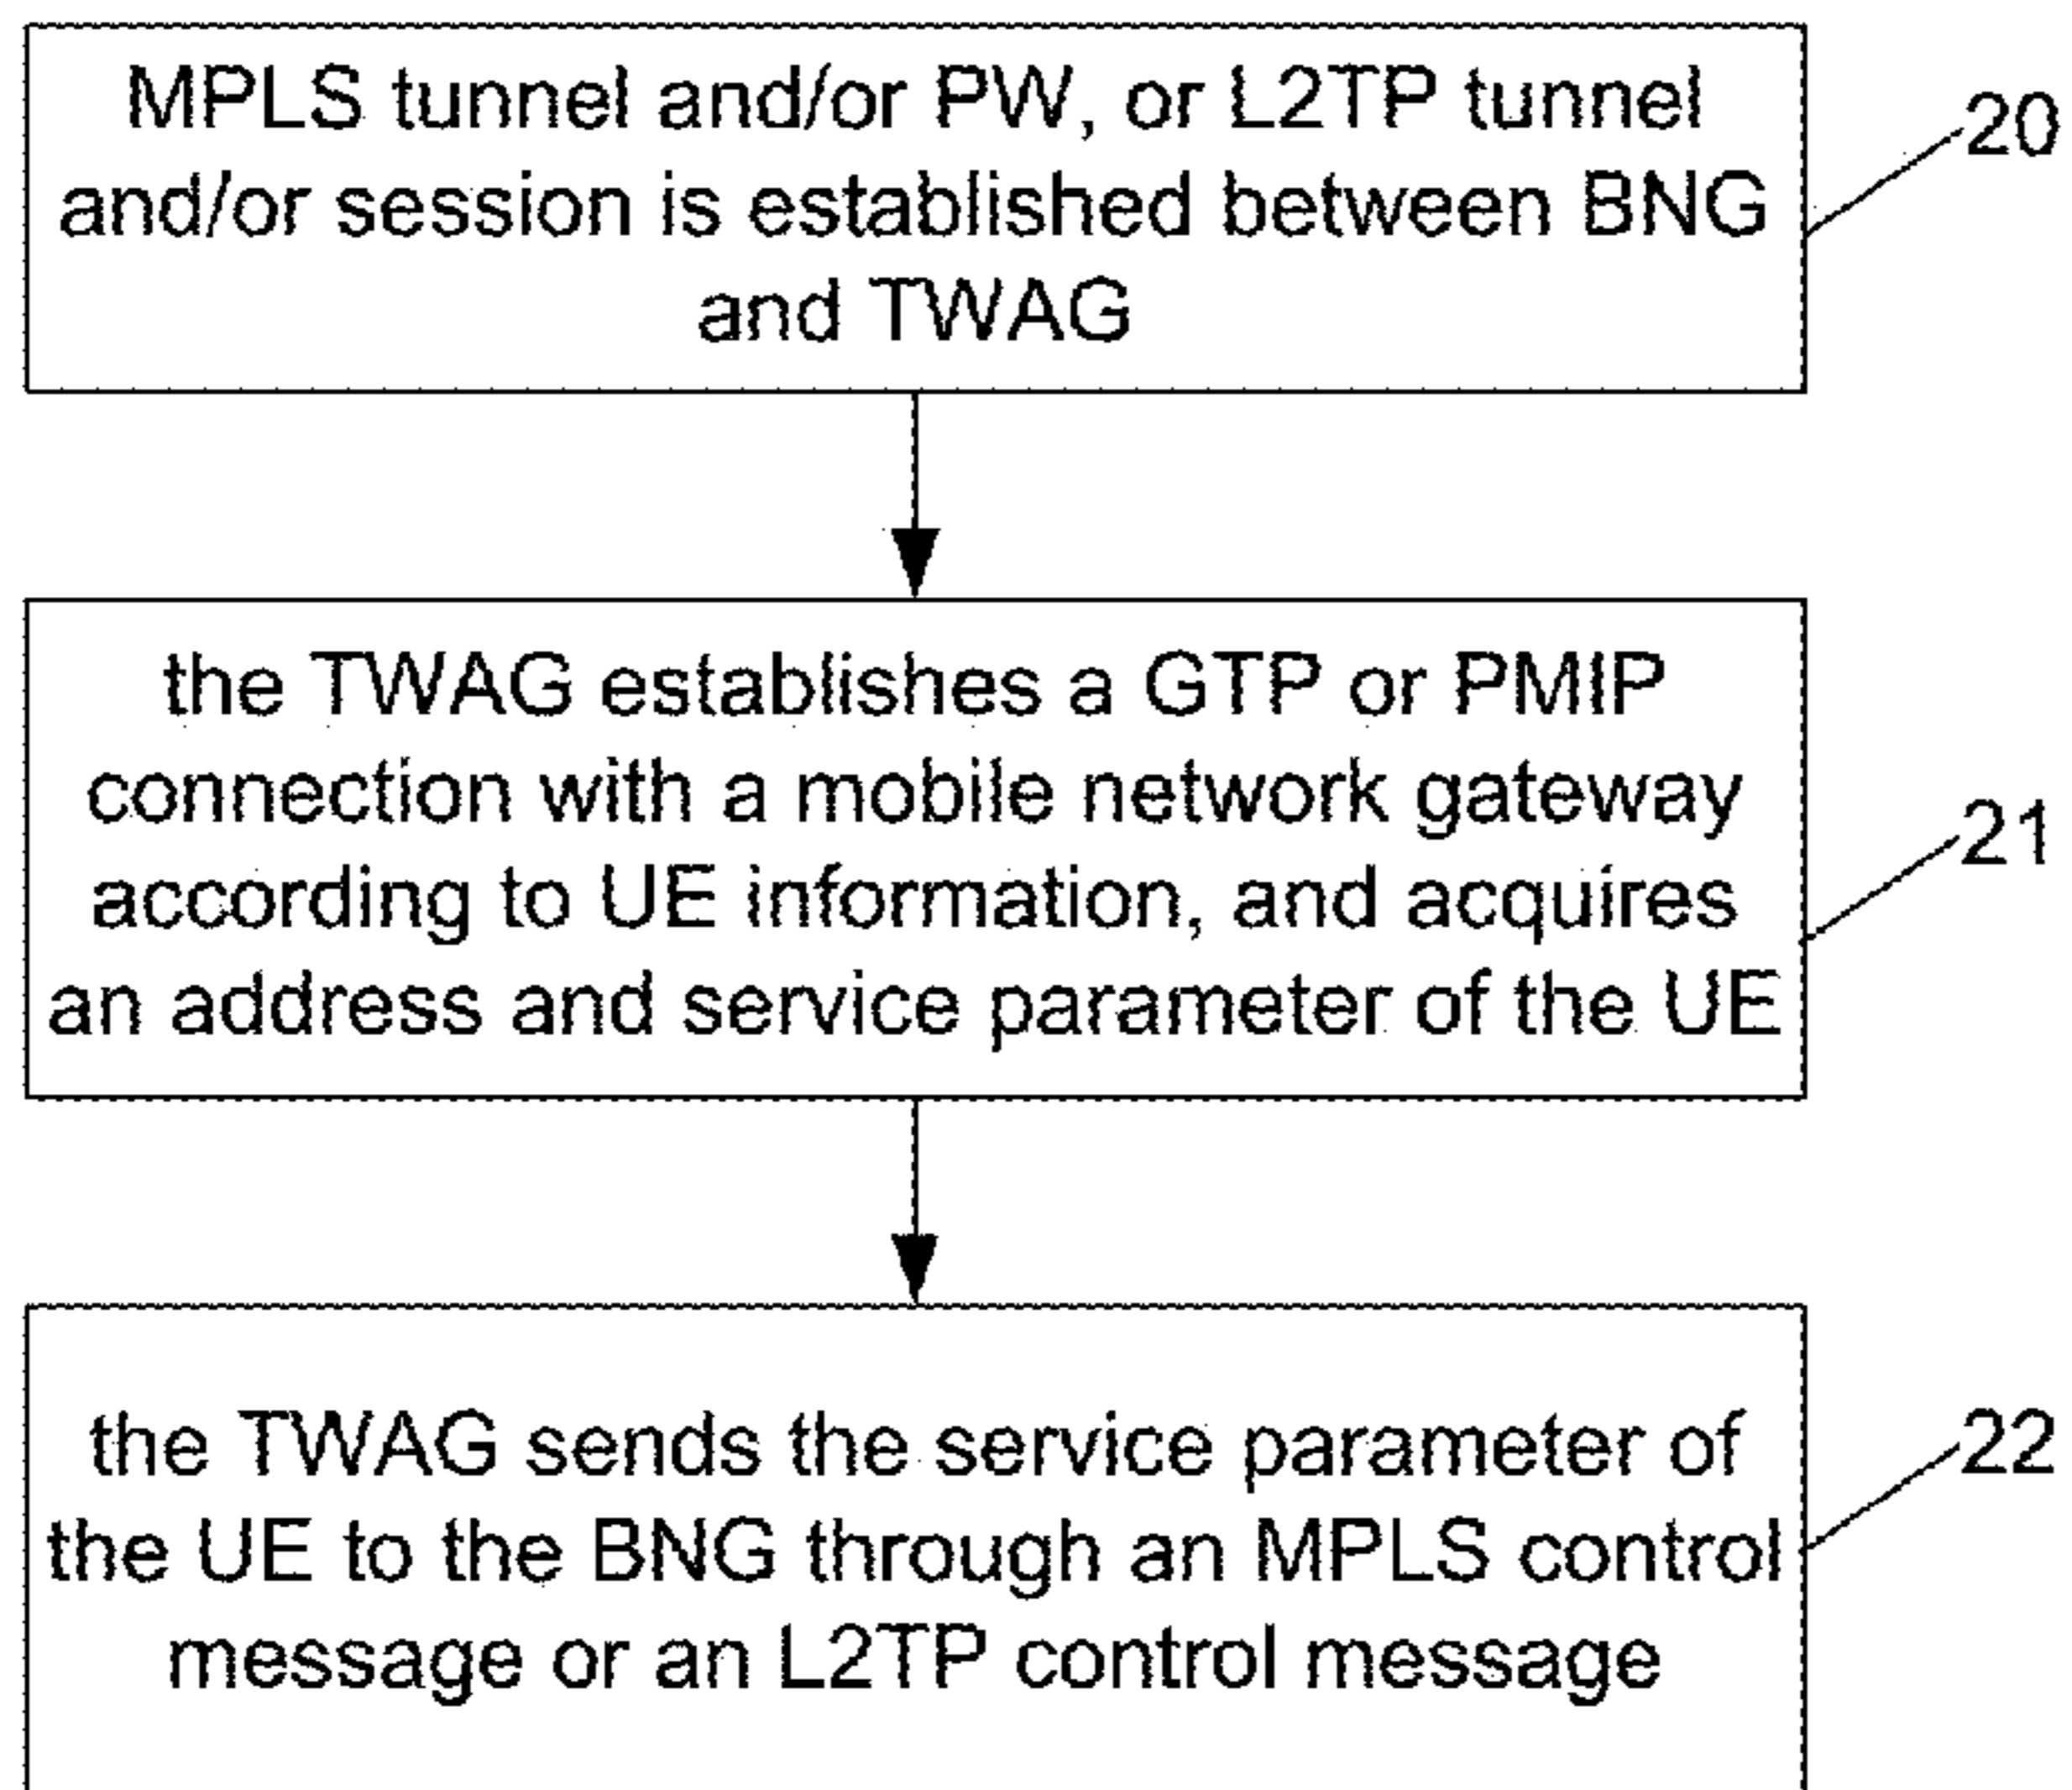 MPLS tunnel and/or PW, or L2TP tunnel
and/or session is established between BNG
and TWAG
20
the TWAG establishes a GTP or PMIP
connection with a mobile network gateway
according to UE information, and acquires
an address and service parameter of the UE
21
the TWAG sends the service parameter of
the UE to the BNG through an MPLS control
message or an L2TP control message
22